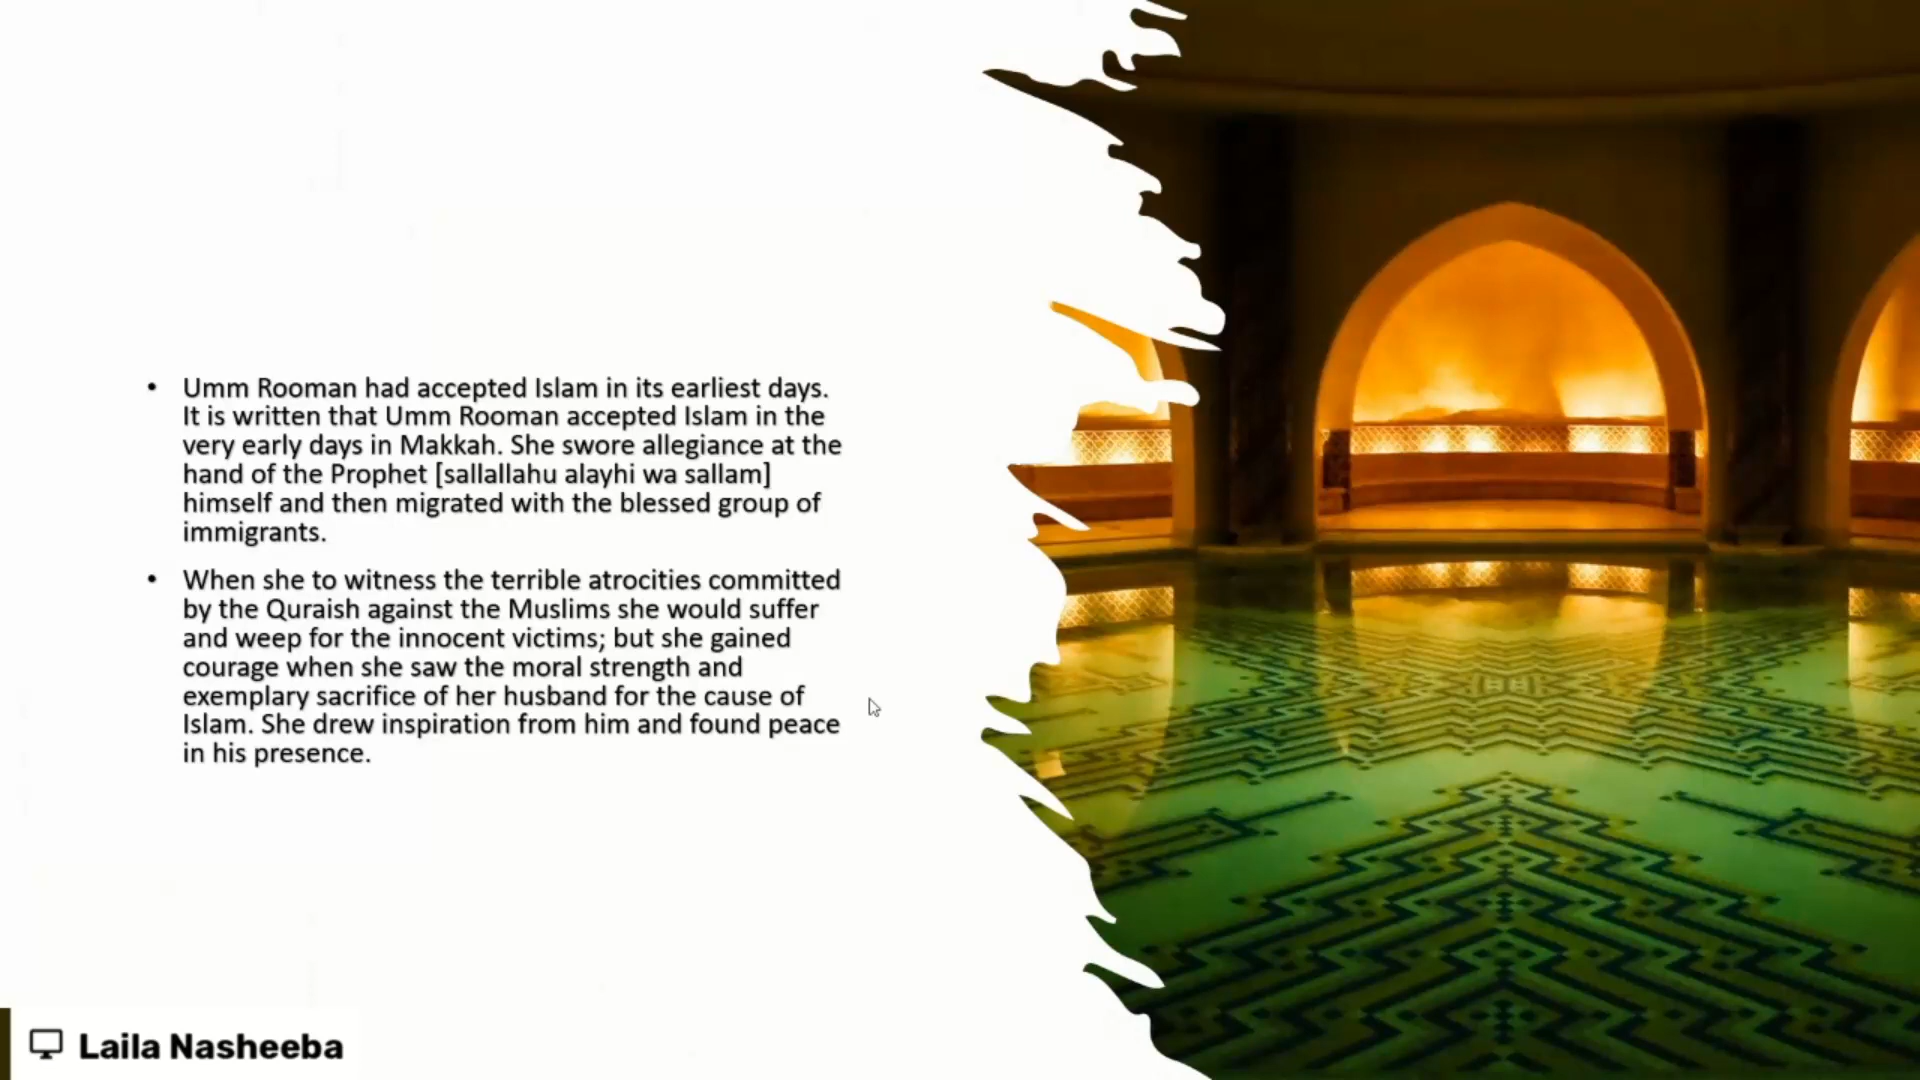 • Umm Rooman had accepted Islam in its earliest days.
It is written that Umm Rooman accepted Islam in the
very early days in Makkah. She swore allegiance at the
hand of the Prophet [sallallahu alayhi wa sallam]
himself and then migrated with the blessed group of
immigrants.
• When she to witness the terrible atrocities committed
by the Quraish against the Muslims she would suffer
and weep for the innocent victims; but she gained
courage when she saw the moral strength and
exemplary sacrifice of her husband for the cause of
Islam. She drew inspiration from him and found peace
in his presence.
Laila Nasheeba